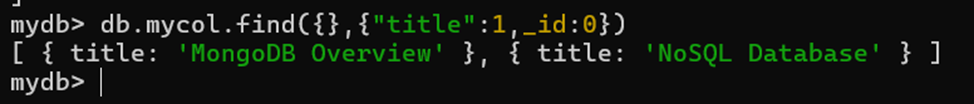 mydb> db.mycol.find({},{"title":1,_id:0})
[ { title: 'MongoDB Overview' }, { title: 'NoSQL Database' } ]
mydb>